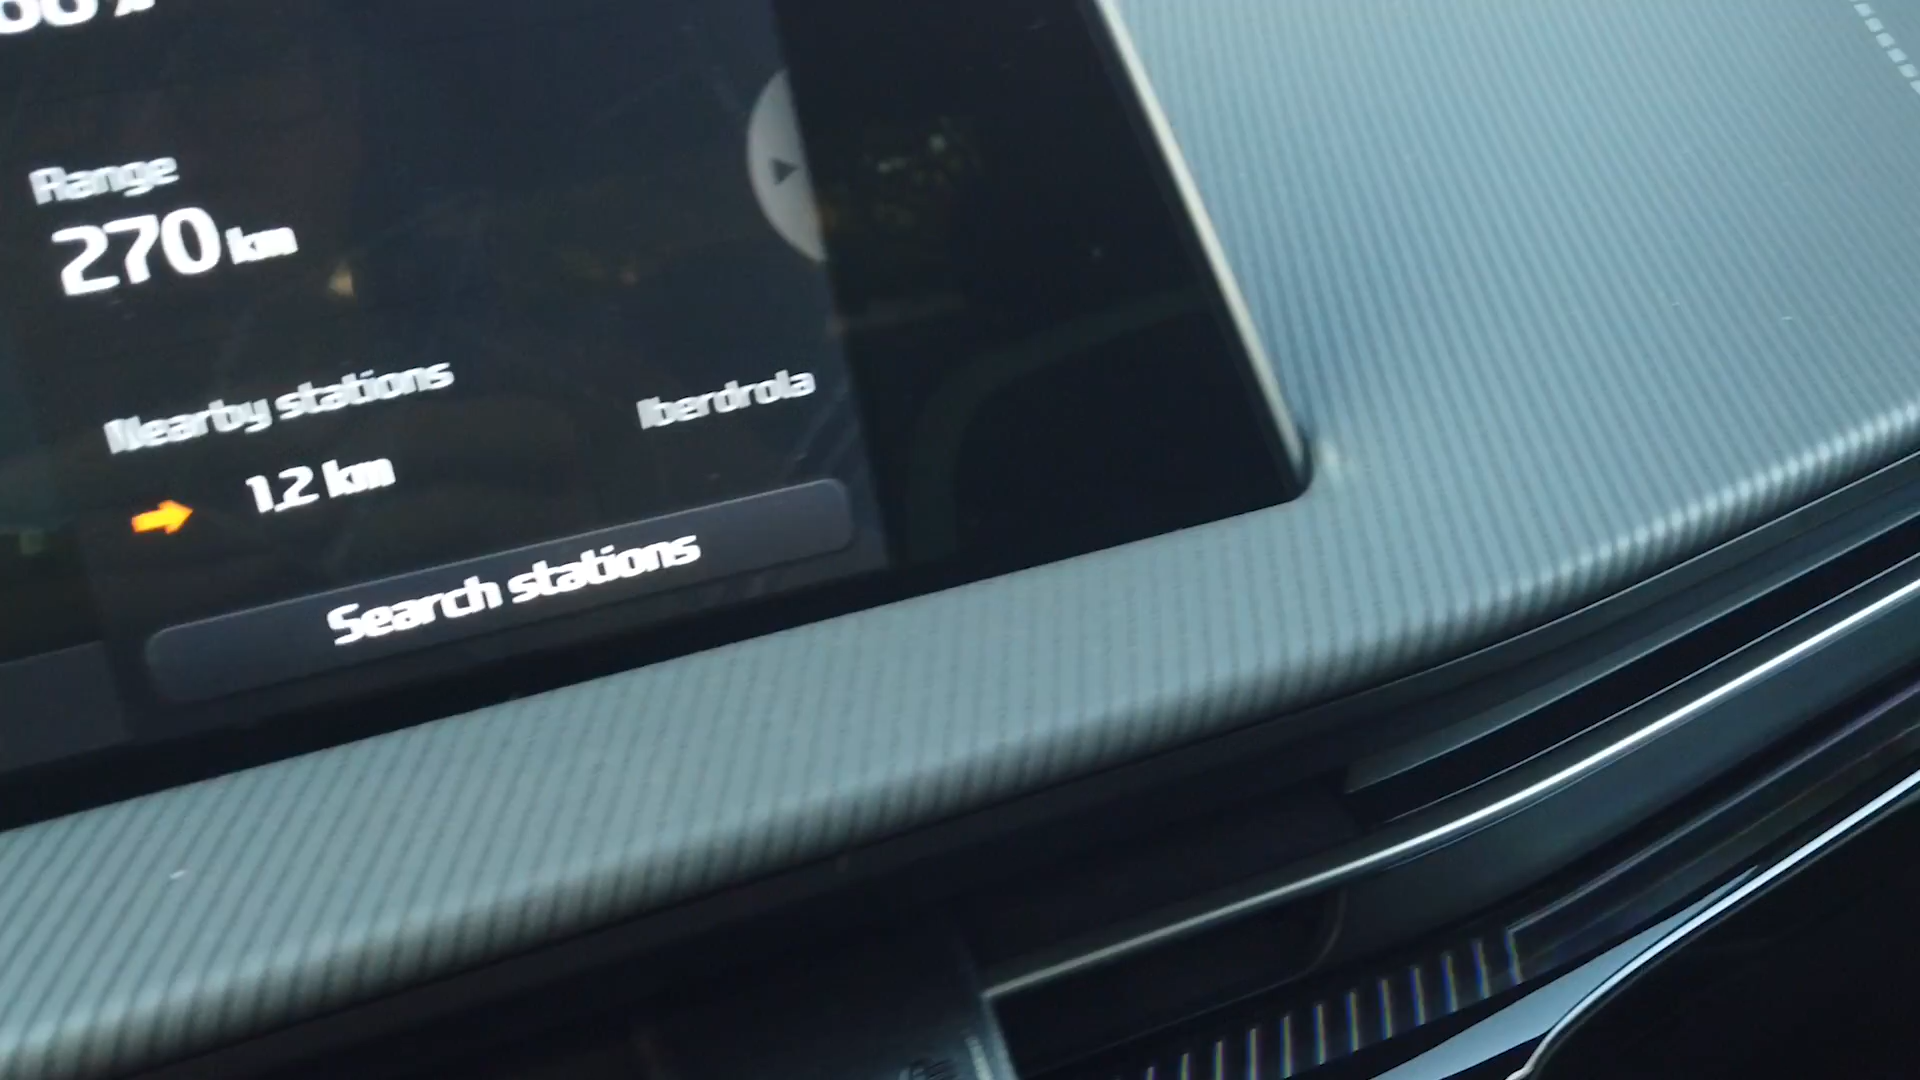 Range
270 km
Nearby stations
Iberdrola
1,2 km
Search stations